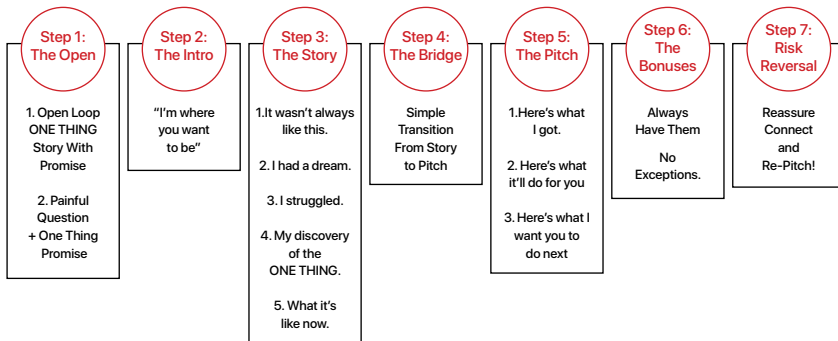 Step 1:
The Open
1. Open Loop
ONE THING
Story With
Promise
2. Painful
Question
+ One Thing
Promise
Step 2:
The Intro
“I’m where
you want
to be”
Step 3:
The Story
1.It wasn’t always
like this.
2. I had a dream.
3. I struggled.
4. My discovery
of the
ONE THING.
5. What it’s
like now.
Step 4:
The Bridge
Simple
Transition
From Story
to Pitch
Step 5:
The Pitch
1.Here’s what
I got.
2. Here’s what
it’ll do for you
3. Here’s what I
want you to
do next
Step 6:
The
Bonuses
Always
Have Them
No
Exceptions.
Step 7:
Risk
Reversal
Reassure
Connect
and
Re-Pitch!